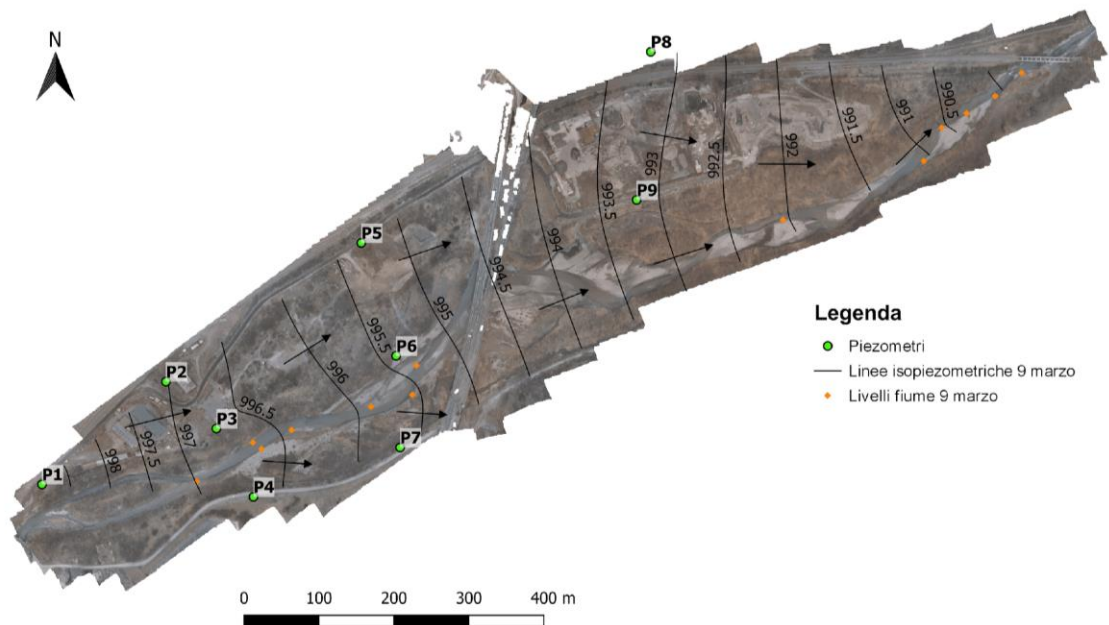 N
P8
990.5
991
991.5
992
992.5
993
P9
993.5
994
P5
994.5
995
P6
995.5
996
Legenda
Piezometri
Linee isopiezometriche 9 marzo
Livelli fiume 9 marzo
P2
996.5
P3
997
997.5
998
P7
P1
P4
0 100 200 300 400 m